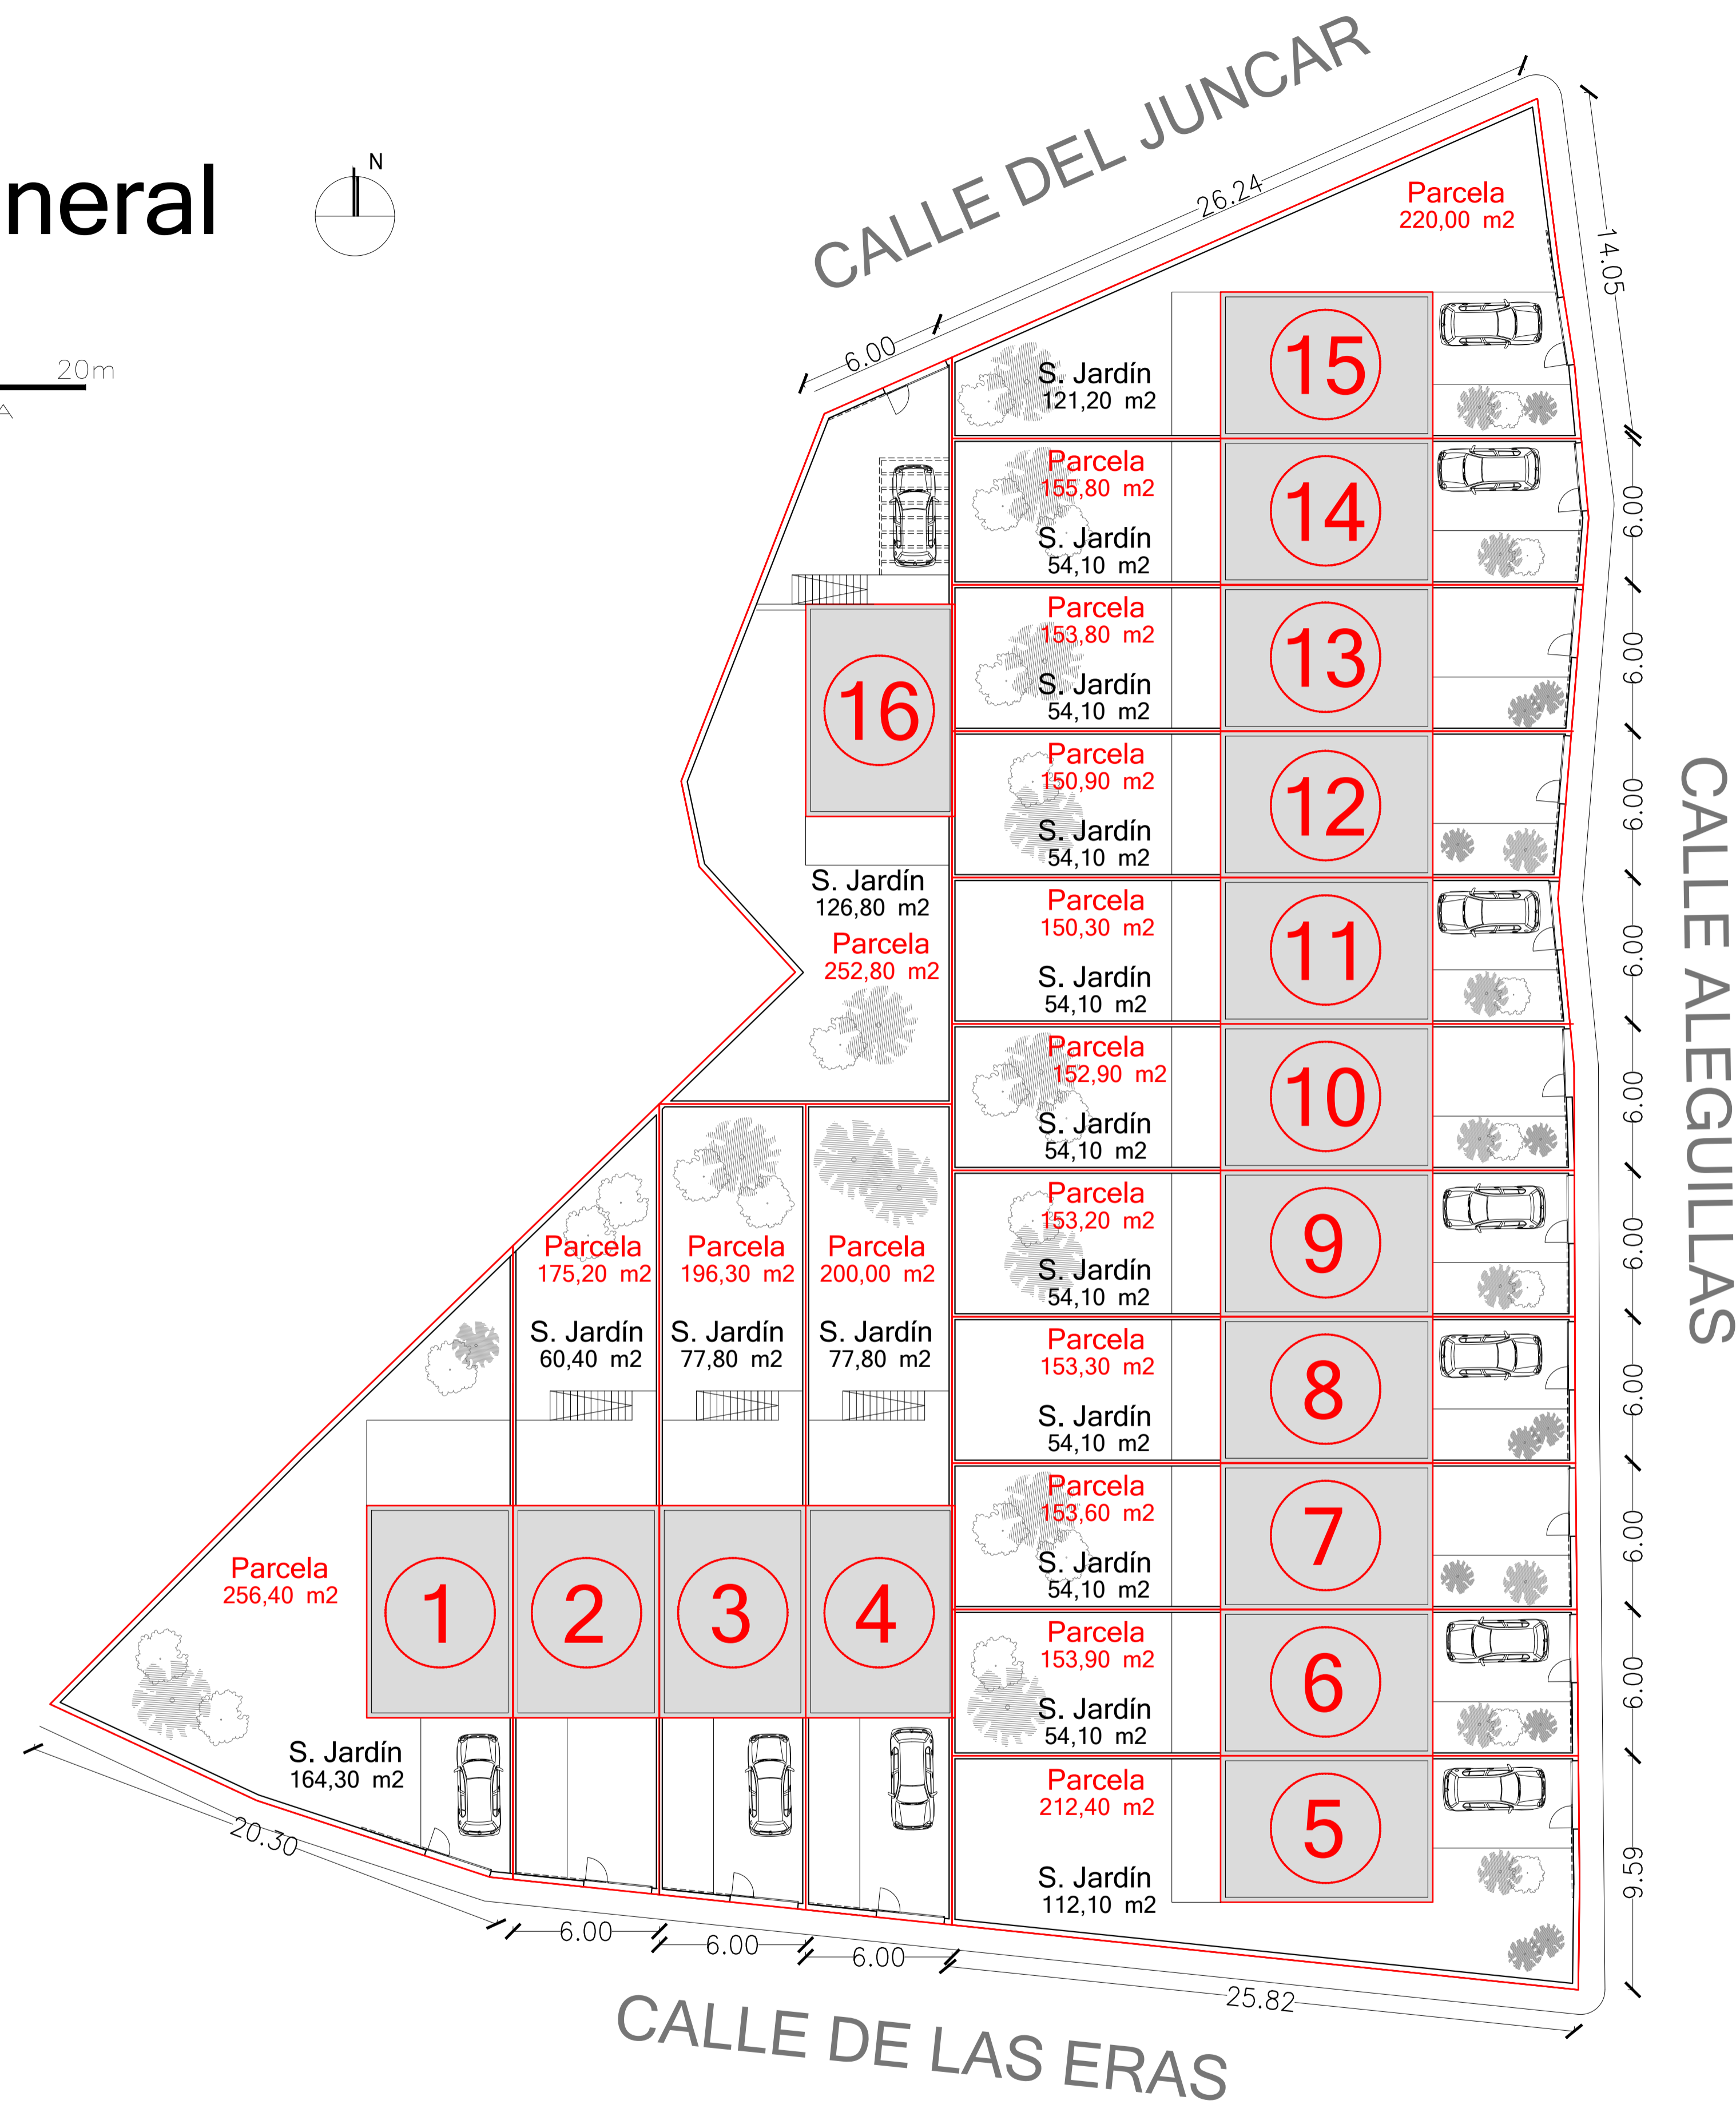 neral
N
20m
A
CALLE DEL JUNCAR
26.24
6.00
14.05
Parcela
220,00 m2
15
S. Jardín
121,20 m2
Parcela
155,80 m2
S. Jardín
54,10 m2
14
6.00
Parcela
153,80 m2
S. Jardín
54,10 m2
13
6.00
16
Parcela
150,90 m2
S. Jardín
54,10 m2
12
6.00
S. Jardín
126,80 m2
Parcela
252,80 m2
Parcela
150,30 m2
S. Jardín
54,10 m2
11
6.00
CALLE ALEGUILLAS
Parcela
152,90 m2
S. Jardín
54,10 m2
10
6.00
Parcela
153,20 m2
S. Jardín
54,10 m2
9
6.00
Parcela
175,20 m2
S. Jardín
60,40 m2
Parcela
196,30 m2
S. Jardín
77,80 m2
Parcela
200,00 m2
S. Jardín
77,80 m2
Parcela
153,30 m2
S. Jardín
54,10 m2
8
6.00
Parcela
153,60 m2
S. Jardín
54,10 m2
7
6.00
Parcela
256,40 m2
1
2
3
4
Parcela
153,90 m2
S. Jardín
54,10 m2
6
6.00
S. Jardín
164,30 m2
Parcela
212,40 m2
S. Jardín
112,10 m2
5
9.59
20.30
6.00
6.00
6.00
25.82
CALLE DE LAS ERAS